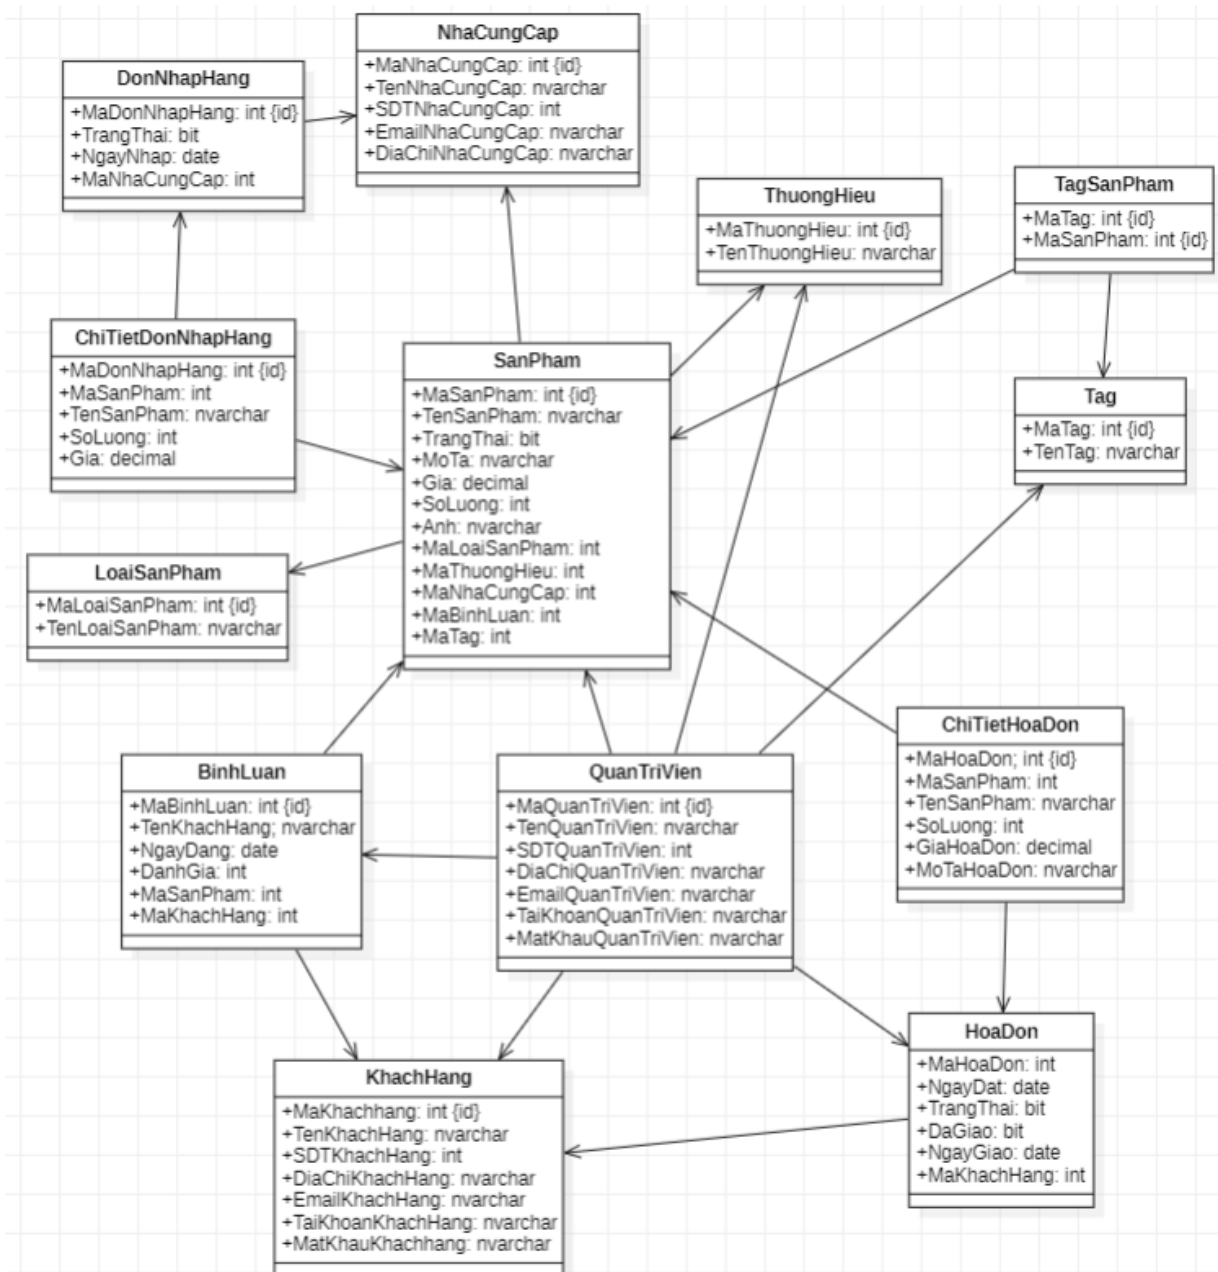 NhaCungCap
+MaNhaCungCap: int {id}
+TenNhaCungCap: nvarchar
+SDTNhaCungCap: int
+EmailNhaCungCap: nvarchar
+DiaChiNhaCungCap: nvarchar
DonNhapHang
+MaDonNhapHang: int {id}
+TrangThai: bit
+NgayNhap: date
+MaNhaCungCap: int
ThuongHieu
+MaThuongHieu: int {id}
+TenThuongHieu: nvarchar
TagSanPham
+MaTag: int {id}
+MaSanPham: int {id}
ChiTietDonNhapHang
+MaDonNhapHang: int {id}
+MaSanPham: int
+TenSanPham: nvarchar
+SoLuong: int
+Gia: decimal
SanPham
+MaSanPham: int {id}
+TenSanPham: nvarchar
+TrangThai: bit
+MoTa: nvarchar
+Gia: decimal
+SoLuong: int
+Anh: nvarchar
+MaLoaiSanPham: int
+MaThuongHieu: int
+MaNhaCungCap: int
+MaBinhLuan: int
+MaTag: int
Tag
+MaTag: int {id}
+TenTag: nvarchar
LoaiSanPham
+MaLoaiSanPham: int {id}
+TenLoaiSanPham: nvarchar
BinhLuan
+MaBinhLuan: int {id}
+TenKhachHang; nvarchar
+NgayDang: date
+DanhGia: int
+MaSanPham: int
+MaKhachHang: int
QuanTriVien
+MaQuanTriVien: int {id}
+TenQuanTriVien: nvarchar
+SDTQuanTriVien: int
+DiaChiQuanTriVien: nvarchar
+EmailQuanTriVien: nvarchar
+TaiKhoanQuanTriVien: nvarchar
+MatKhauQuanTriVien: nvarchar
ChiTietHoaDon
+MaHoaDon; int {id}
+MaSanPham: int
+TenSanPham: nvarchar
+SoLuong: int
+GiaHoaDon: decimal
+MoTaHoaDon: nvarchar
KhachHang
+MaKhachhang: int {id}
+TenKhachHang: nvarchar
+SDTKhachHang: int
+DiaChiKhachHang: nvarchar
+EmailKhachHang: nvarchar
+TaiKhoanKhachHang: nvarchar
+MatKhauKhachhang: nvarchar
HoaDon
+MaHoaDon: int
+NgayDat: date
+TrangThai: bit
+DaGiao: bit
+NgayGiao: date
+MaKhachHang: int